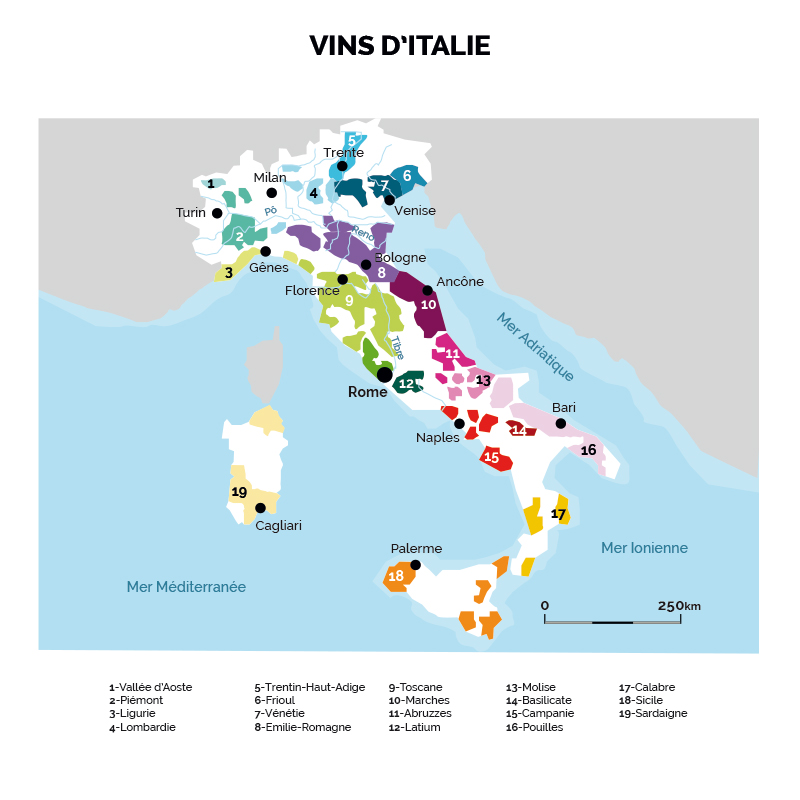 VINS D'ITALIE
5
Trente
1
Milan
4
7
6
Turin
Pô
Venise
2
Reno
3
Gênes
Bologne
8
Florence
Ancône
9
10
Mer Adriatique
Tibre
11
Rome
12
13
Bari
Naples
14
15
16
19
17
Cagliari
Palerme
Mer Ionienne
18
Mer Méditerranée
0 250km
1-Vallée d'Aoste
2-Piémont
3-Ligurie
4-Lombardie
5-Trentin-Haut-Adige
6-Frioul
7-Vénétie
8-Emilie-Romagne
9-Toscane
10-Marches
11-Abruzzes
12-Latium
13-Molise
14-Basilicate
15-Campanie
16-Pouilles
17-Calabre
18-Sicile
19-Sardaigne